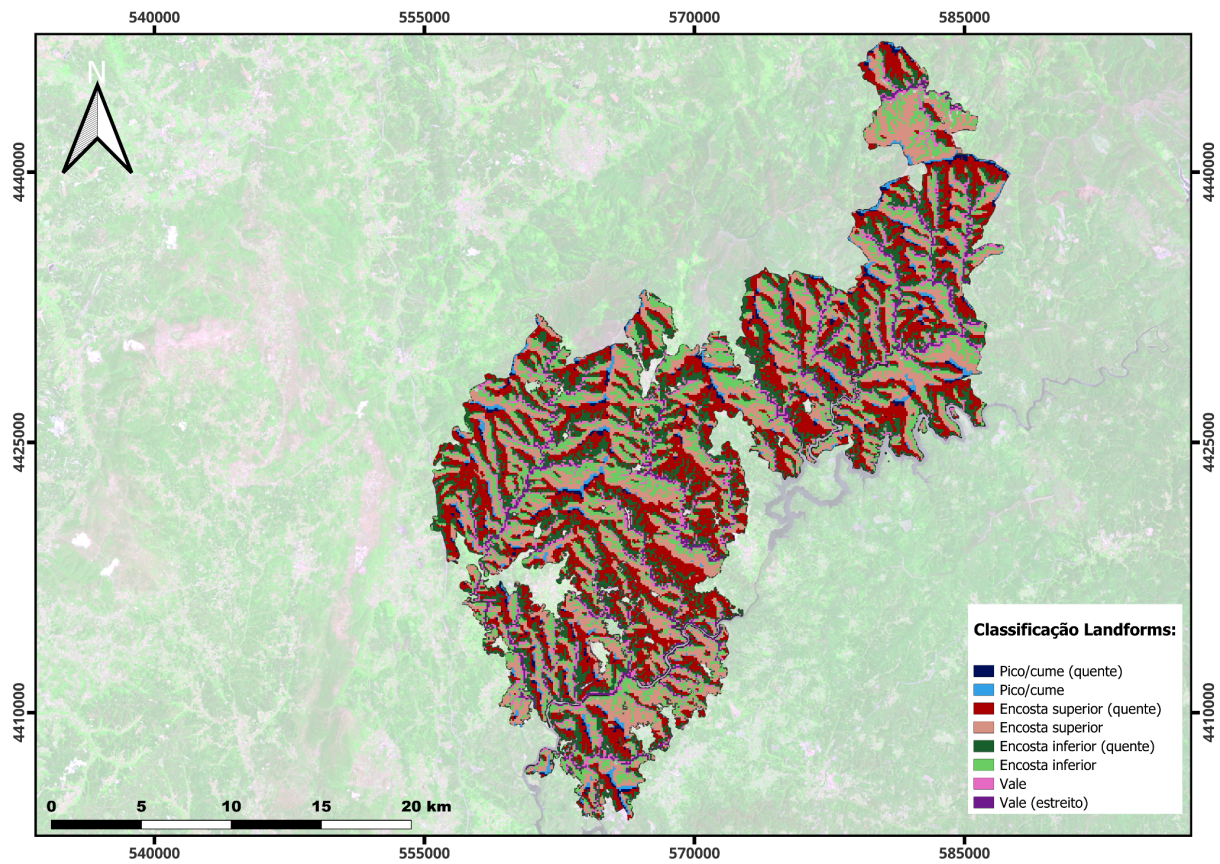 540000 555000 570000 585000
N
4440000 4440000
4425000 4425000
4410000 4410000
Classificação Landforms:
Pico/cume (quente)
Pico/cume
Encosta superior (quente)
Encosta superior
Encosta inferior (quente)
Encosta inferior
Vale
Vale (estreito)
0 5 10 15 20 km
540000 555000 570000 585000